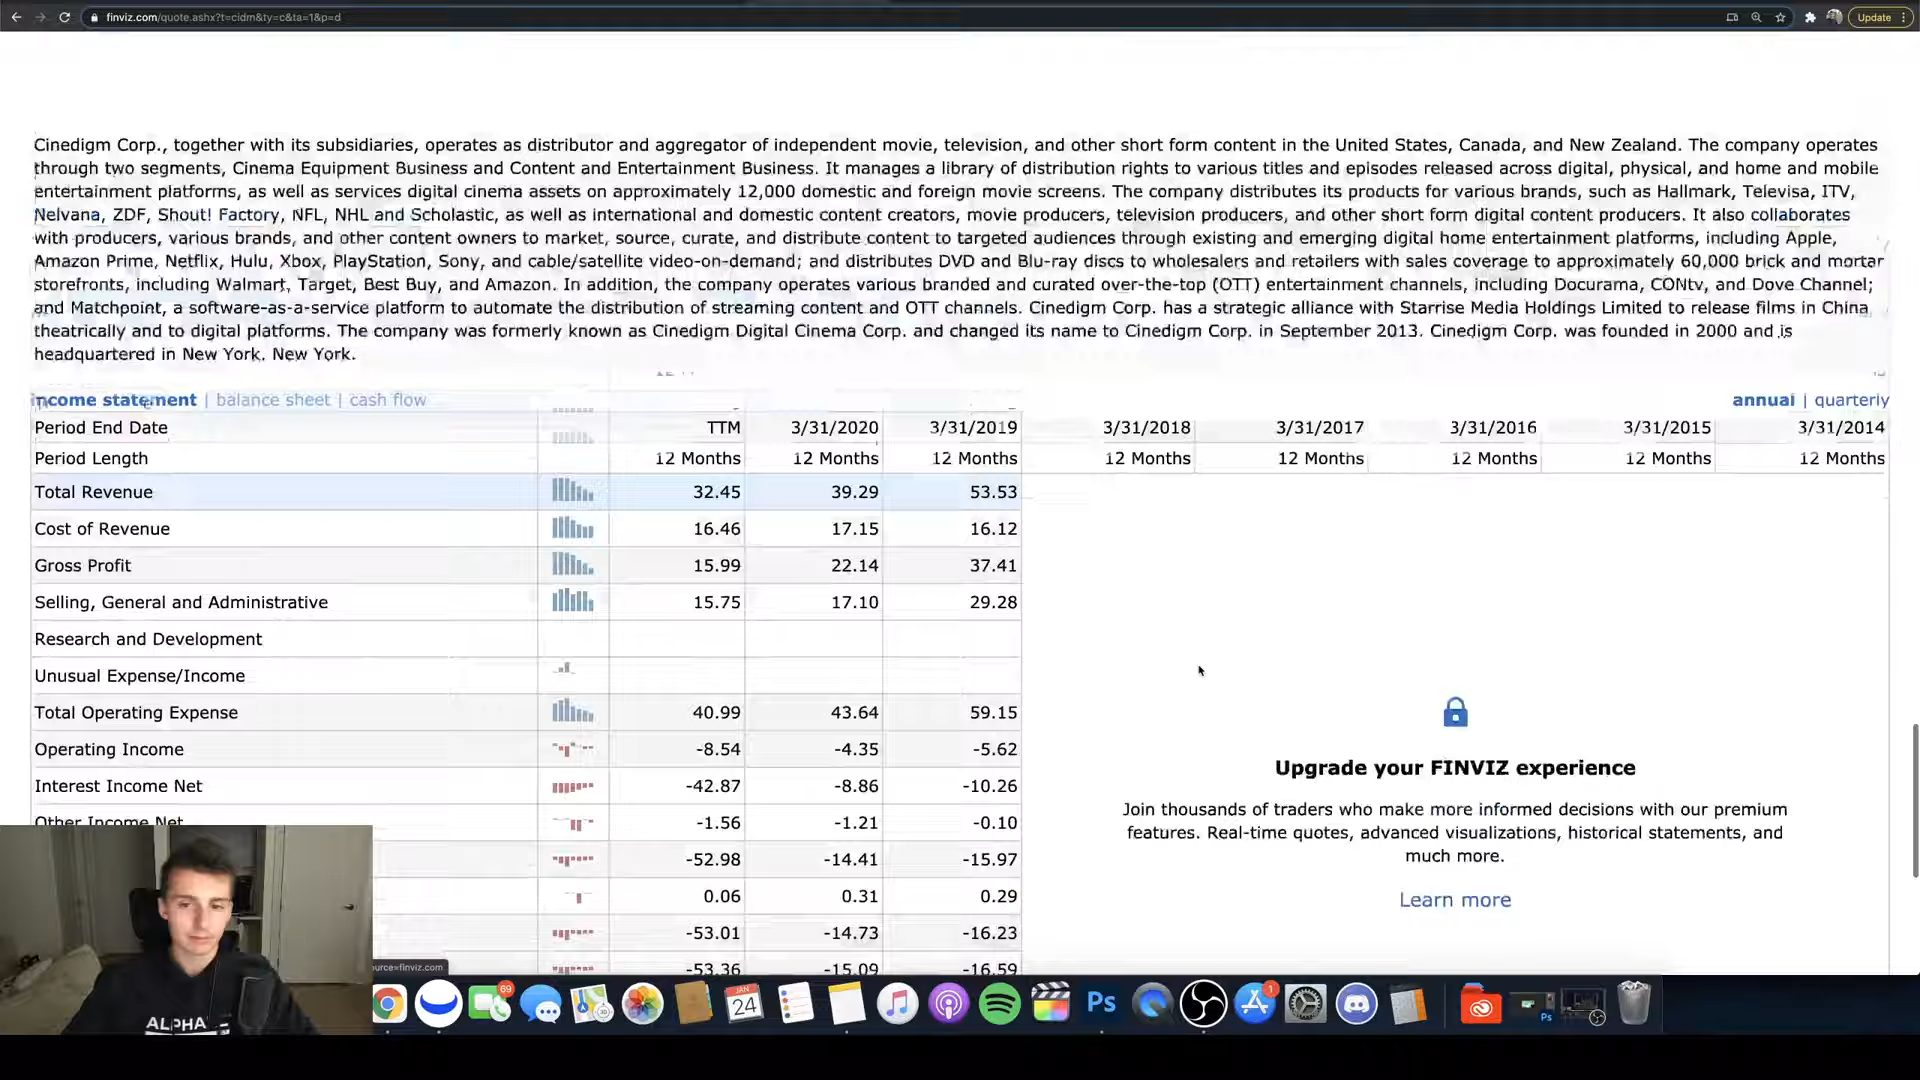 finviz.com/quote.ashx?t=cidm&ty=c&ta=1&p=d
Update
Cinedigm Corp., together with its subsidiaries, operates as distributor and aggregator of independent movie, television, and other short form content in the United States, Canada, and New Zealand. The company operates
through two segments, Cinema Equipment Business and Content and Entertainment Business. It manages a library of distribution rights to various titles and episodes released across digital, physical, and home and mobile
entertainment platforms, as well as services digital cinema assets on approximately 12,000 domestic and foreign movie screens. The company distributes its products for various brands, such as Hallmark, Televisa, ITV,
Nelvana, ZDF, Shout! Factory, NFL, NHL and Scholastic, as well as international and domestic content creators, movie producers, television producers, and other short form digital content producers. It also collaborates
with producers, various brands, and other content owners to market, source, curate, and distribute content to targeted audiences through existing and emerging digital home entertainment platforms, including Apple,
Amazon Prime, Netflix, Hulu, Xbox, PlayStation, Sony, and cable/satellite video-on-demand; and distributes DVD and Blu-ray discs to wholesalers and retailers with sales coverage to approximately 60,000 brick and mortar
storefronts, including Walmart, Target, Best Buy, and Amazon. In addition, the company operates various branded and curated over-the-top (OTT) entertainment channels, including Docurama, CONtv, and Dove Channel;
and Matchpoint, a software-as-a-service platform to automate the distribution of streaming content and OTT channels. Cinedigm Corp. has a strategic alliance with Starrise Media Holdings Limited to release films in China
theatrically and to digital platforms. The company was formerly known as Cinedigm Digital Cinema Corp. and changed its name to Cinedigm Corp. in September 2013. Cinedigm Corp. was founded in 2000 and is
headquartered in New York, New York.
income statement | balance sheet | cash flow annual | quarterly
Period End Date TTM 3/31/2020 3/31/2019 3/31/2018 3/31/2017 3/31/2016 3/31/2015 3/31/2014
Period Length 12 Months 12 Months 12 Months 12 Months 12 Months 12 Months 12 Months 12 Months
Total Revenue 32.45 39.29 53.53
Cost of Revenue 16.46 17.15 16.12
Gross Profit 15.99 22.14 37.41
Selling, General and Administrative 15.75 17.10 29.28
Research and Development
Unusual Expense/Income
Total Operating Expense 40.99 43.64 59.15
Operating Income -8.54 -4.35 -5.62
Interest Income Net -42.87 -8.86 -10.26
Other Income Net -1.56 -1.21 -0.10
-52.98 -14.41 -15.97
0.06 0.31 0.29
-53.01 -14.73 -16.23
-53.36 -15.09 -16.59
Upgrade your FINVIZ experience
Join thousands of traders who make more informed decisions with our premium
features. Real-time quotes, advanced visualizations, historical statements, and
much more.
Learn more
urce=finviz.com
ALPHA
69
JAN
24
Ps
1
Ps